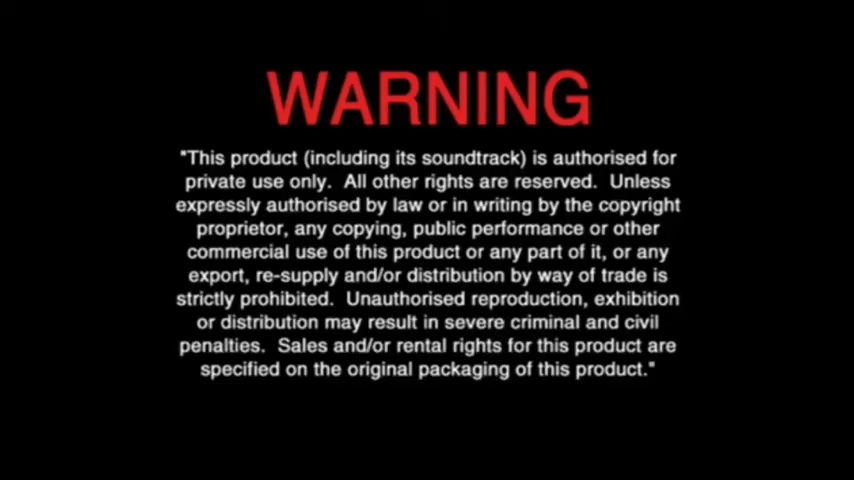 WARNING
"This product (including its soundtrack) is authorised for
private use only.  All other rights are reserved.  Unless
expressly authorised by law or in writing by the copyright
proprietor, any copying, public performance or other
commercial use of this product or any part of it, or any
export, re-supply and/or distribution by way of trade is
strictly prohibited.  Unauthorised reproduction, exhibition
or distribution may result in severe criminal and civil
penalties.  Sales and/or rental rights for this product are
specified on the original packaging of this product."